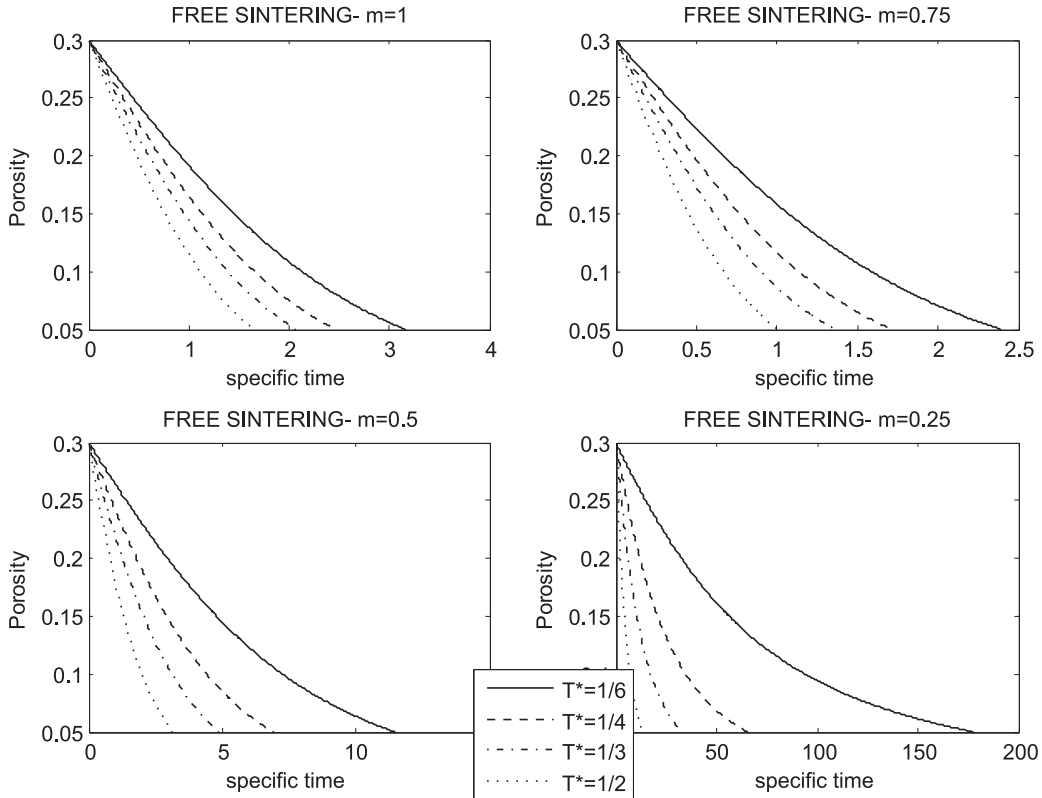 FREE SINTERING- m=1
0.3
0.25
0.2
0.15
0.1
0.05
Porosity
0 1 2 3 4
specific time
FREE SINTERING- m=0.75
0.3
0.25
0.2
0.15
0.1
0.05
Porosity
0 0.5 1 1.5 2 2.5
specific time
FREE SINTERING- m=0.5
0.3
0.25
0.2
0.15
0.1
0.05
Porosity
0 5 10
specific time
FREE SINTERING- m=0.25
0.3
0.25
0.2
0.15
Porosity
50 100 150 200
specific time
T*=1/6
T*=1/4
T*=1/3
T*=1/2